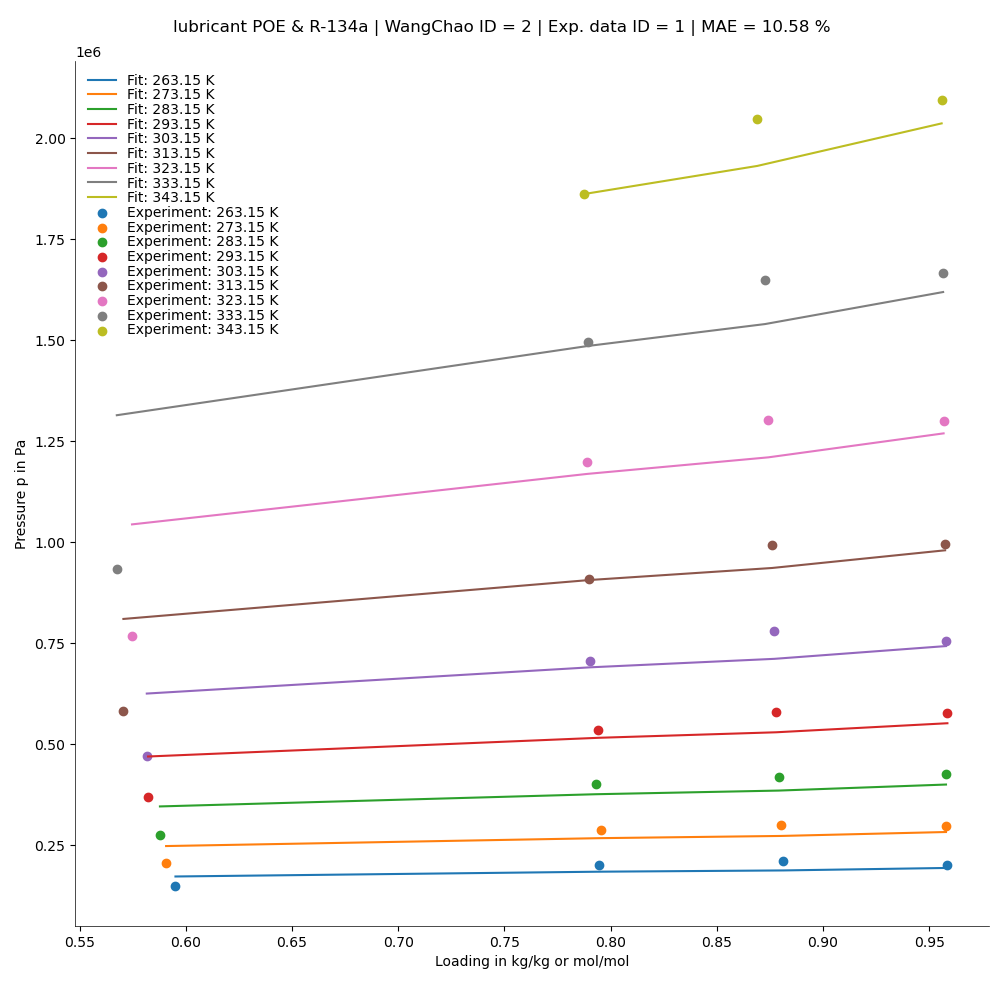 lubricant POE & R-134a | WangChao ID = 2 | Exp. data ID = 1 | MAE = 10.58 %
1e6
Fit: 263.15 K
Fit: 273.15 K
Fit: 283.15 K
Fit: 293.15 K
Fit: 303.15 K
Fit: 313.15 K
Fit: 323.15 K
Fit: 333.15 K
Fit: 343.15 K
Experiment: 263.15 K
Experiment: 273.15 K
Experiment: 283.15 K
Experiment: 293.15 K
Experiment: 303.15 K
Experiment: 313.15 K
Experiment: 323.15 K
Experiment: 333.15 K
Experiment: 343.15 K
2.00
1.75
1.50
1.25
1.00
0.75
0.50
0.25
Pressure p in Pa
0.55 0.60 0.65 0.70 0.75 0.80 0.85 0.90 0.95
Loading in kg/kg or mol/mol